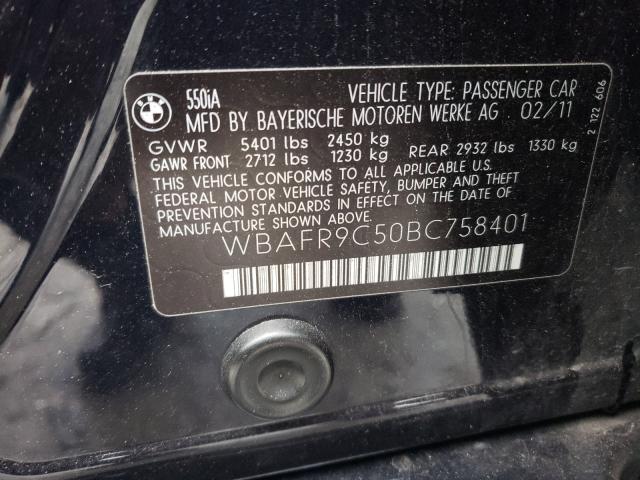 BMW
550iA
VEHICLE TYPE: PASSENGER CAR
MFD BY BAYERISCHE MOTOREN WERKE AG 02/11
GVWR 5401 lbs 2450 kg
GAWR FRONT 2712 lbs 1230 kg REAR 2932 lbs 1330 kg
THIS VEHICLE CONFORMS TO ALL APPLICABLE U.S.
FEDERAL MOTOR VEHICLE SAFETY, BUMPER AND THEFT
PREVENTION STANDARDS IN EFFECT ON THE DATE OF
MANUFACTURE SHOWN ABOVE.
WBAFR9C50BC758401
2 122 606